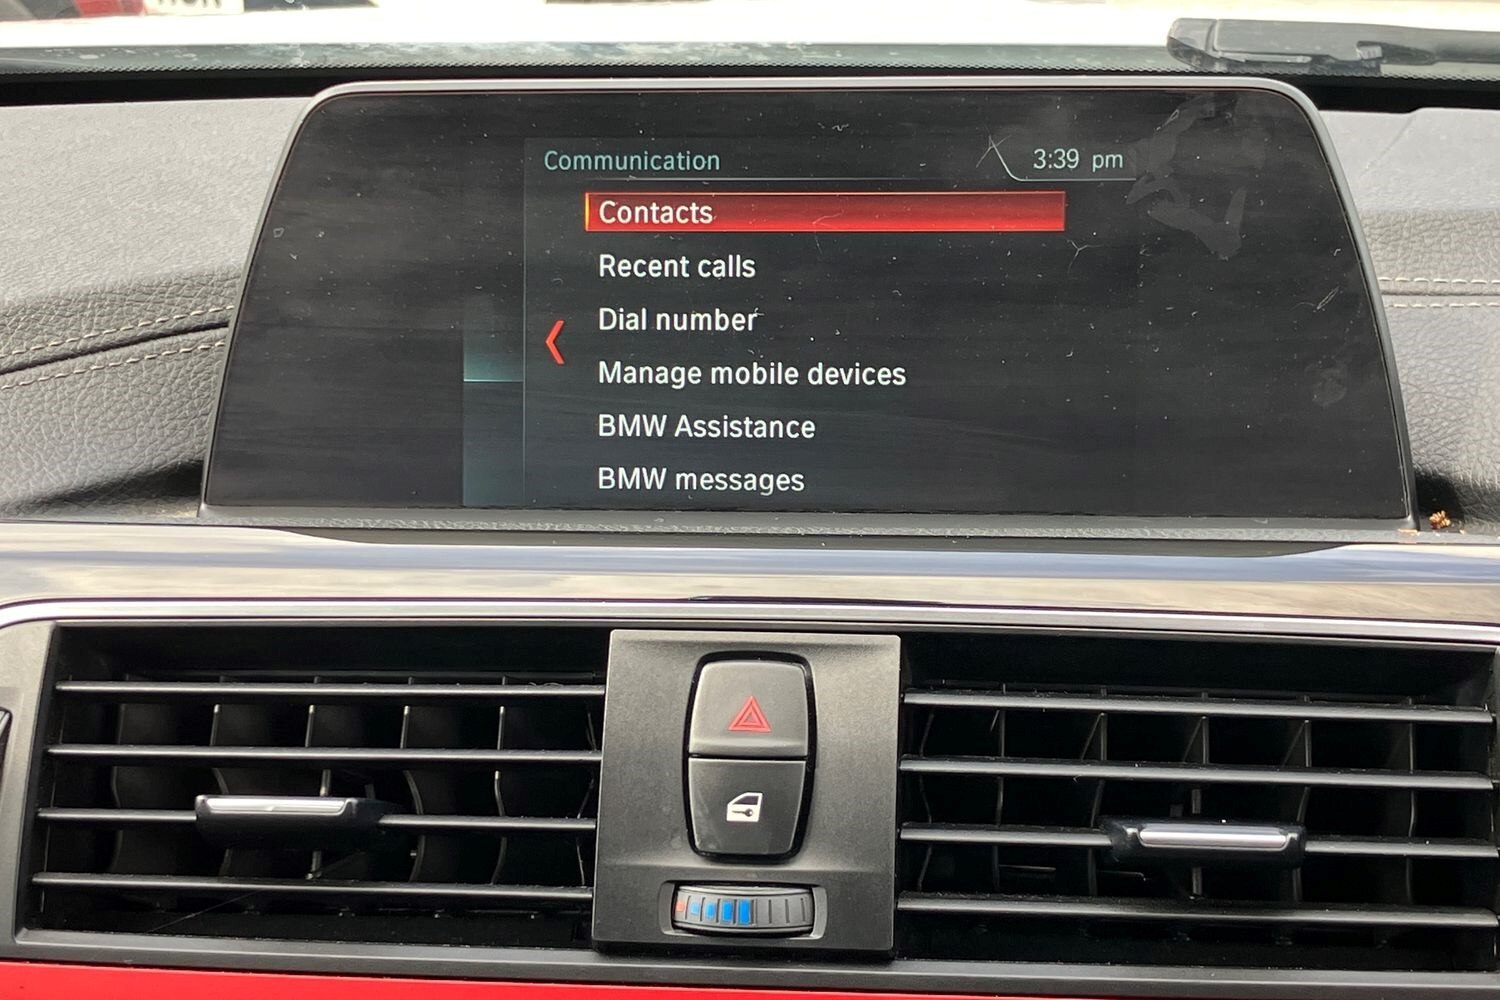 Communication
3:39 pm
Contacts
Recent calls
Dial number
Manage mobile devices
BMW Assistance
BMW messages